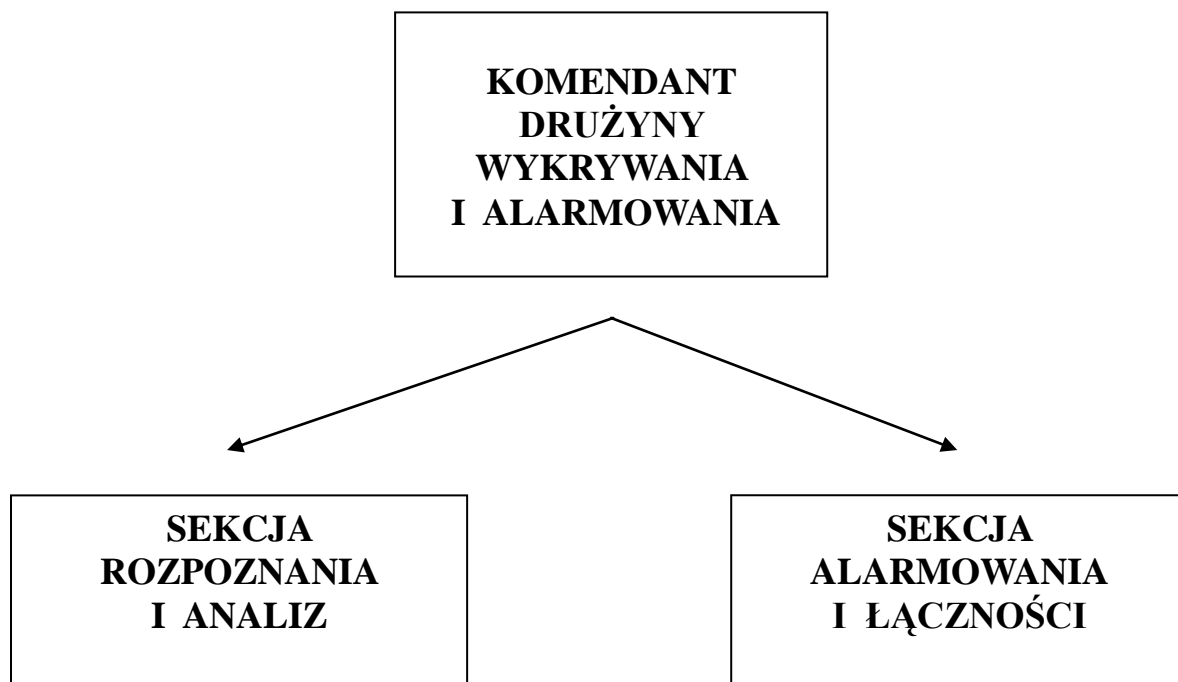 KOMENDANT
DRUŻYNY
WYKRYWANIA
I ALARMOWANIA
SEKCJA
ROZPOZNANIA
I ANALIZ
SEKCJA
ALARMOWANIA
I ŁĄCZNOŚCI